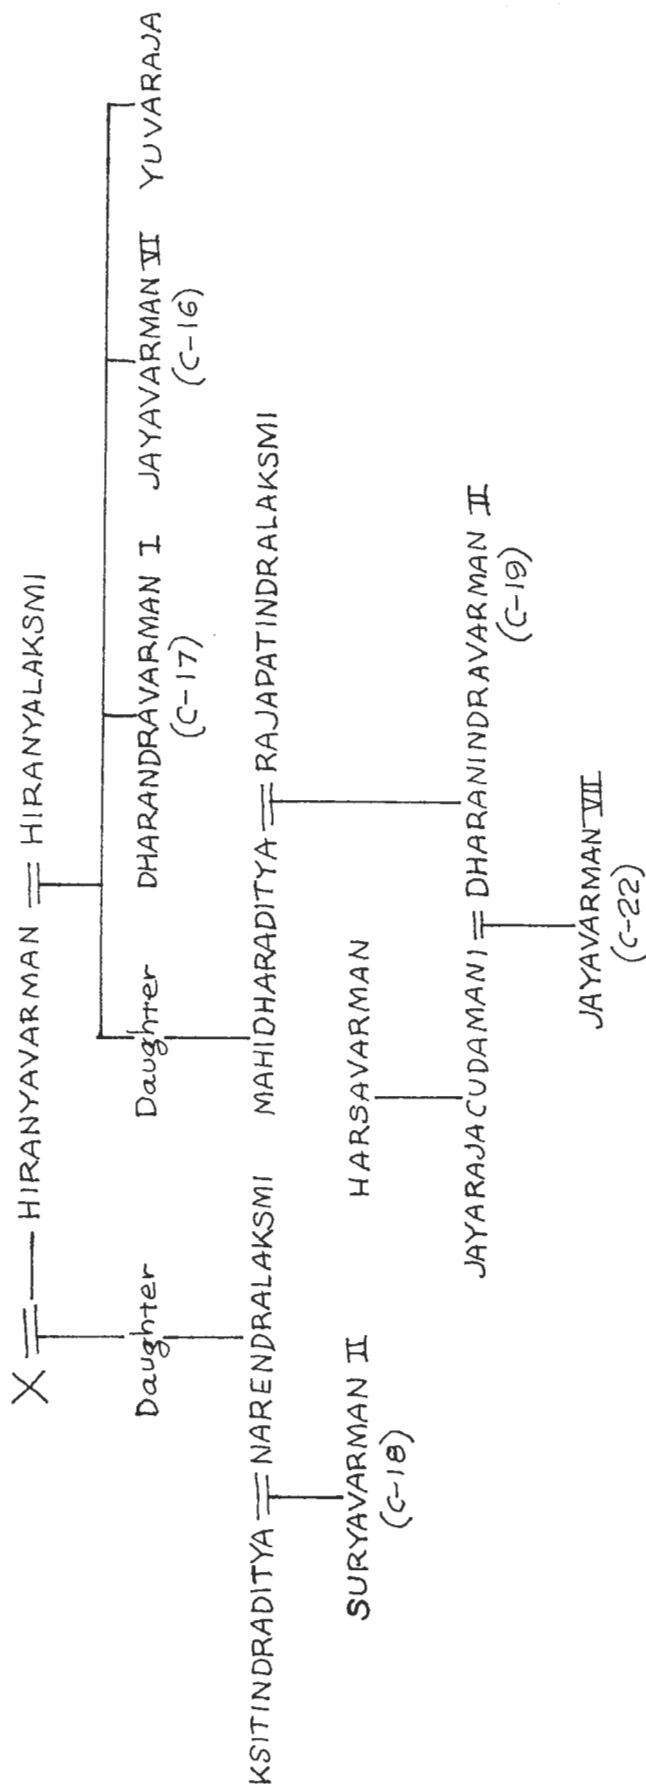 X HIRANYAVARMAN HIRANYALAKSMI
Daughter Daughter DHARANDRAVARMAN I JAYAVARMAN VI YUVARAJA
(C-17) (C-16)
KSITINDRADITYA NARENDRALAKSMI MAHIDHARADITYA RAJAPATINDRALAKSMI
SURYAVARMAN II HARSAVARMAN
(C-18)
JAYARAJACUDAMANI DHARANINDRAVARMAN II
(C-19)
JAYAVARMAN VII
(C-22)